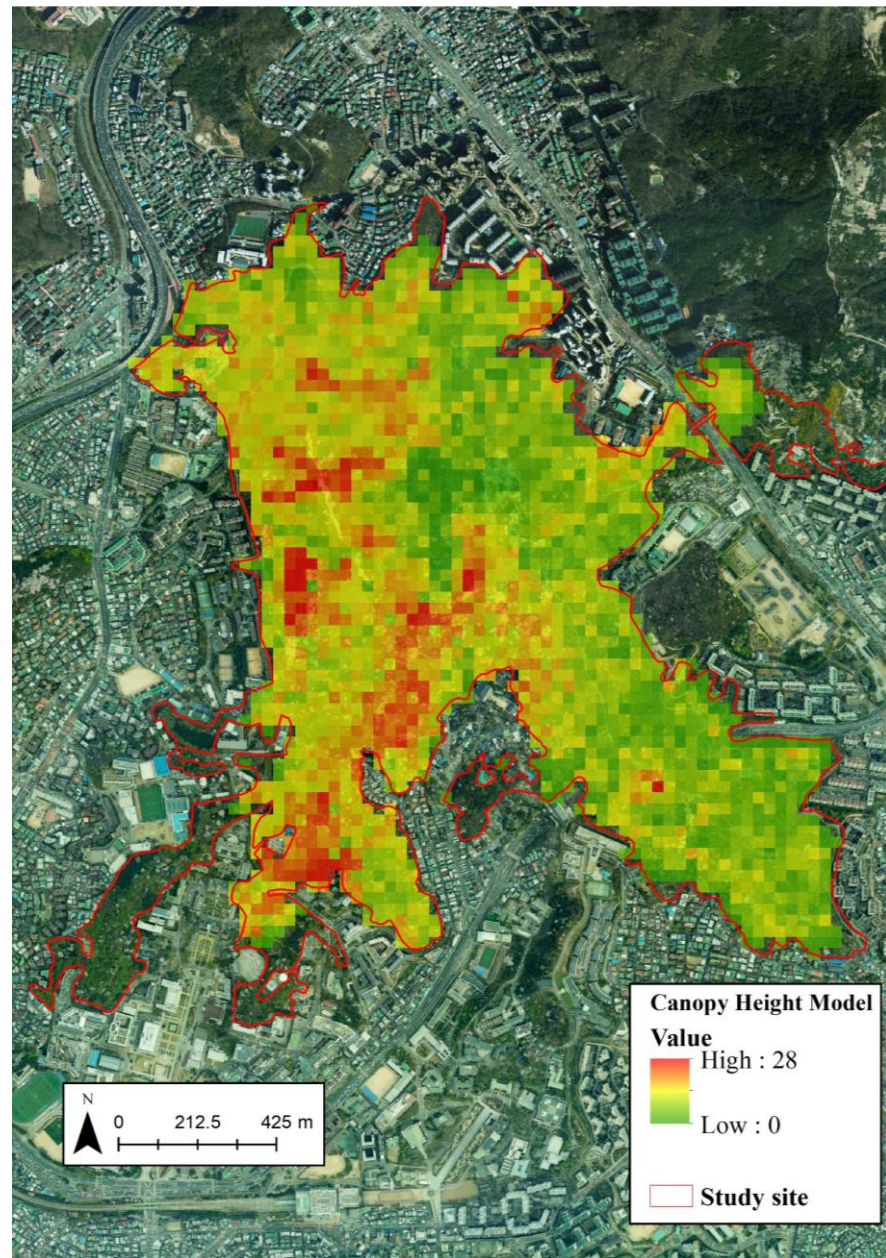 Canopy Height Model
Value
High : 28
Low : 0
Study site
N
0 212.5 425 m